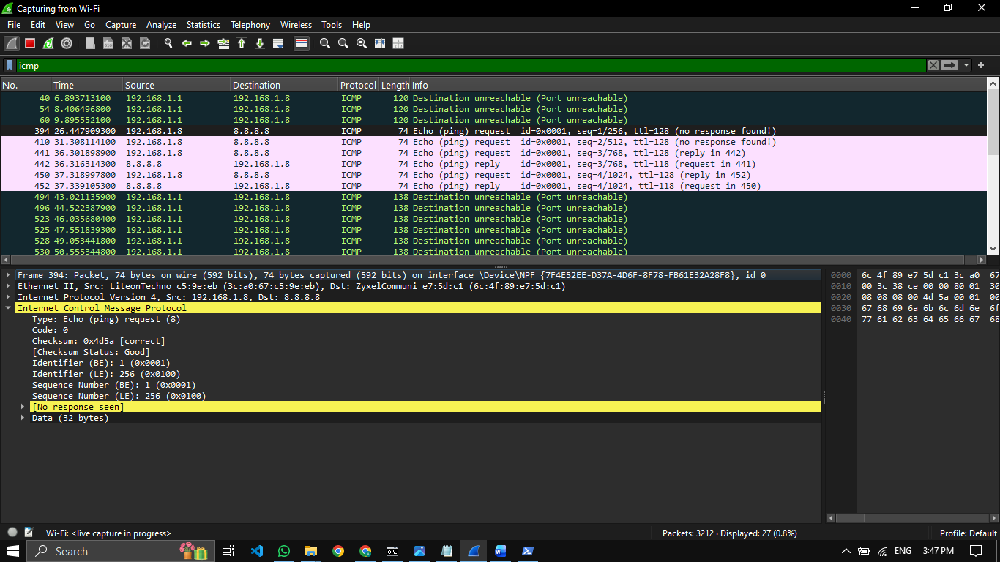 Capturing from Wi-Fi
File Edit View Go Capture Analyze Statistics Telephony Wireless Tools Help
icmp
No. Time Source Destination Protocol Length Info
40 6.893713100 192.168.1.1 192.168.1.8 ICMP 120 Destination unreachable (Port unreachable)
54 8.406496800 192.168.1.1 192.168.1.8 ICMP 120 Destination unreachable (Port unreachable)
60 9.895552100 192.168.1.1 192.168.1.8 ICMP 120 Destination unreachable (Port unreachable)
394 26.447909300 192.168.1.8 8.8.8.8 ICMP 74 Echo (ping) request id=0x0001, seq=1/256, ttl=128 (no response found!)
410 31.308114100 192.168.1.8 8.8.8.8 ICMP 74 Echo (ping) request id=0x0001, seq=2/512, ttl=128 (no response found!)
441 36.301898900 192.168.1.8 8.8.8.8 ICMP 74 Echo (ping) request id=0x0001, seq=3/768, ttl=128 (reply in 442)
442 36.316314300 8.8.8.8 192.168.1.8 ICMP 74 Echo (ping) reply id=0x0001, seq=3/768, ttl=118 (request in 441)
450 37.318997800 192.168.1.8 8.8.8.8 ICMP 74 Echo (ping) request id=0x0001, seq=4/1024, ttl=128 (reply in 452)
452 37.339105300 8.8.8.8 192.168.1.8 ICMP 74 Echo (ping) reply id=0x0001, seq=4/1024, ttl=118 (request in 450)
494 43.021135900 192.168.1.1 192.168.1.8 ICMP 138 Destination unreachable (Port unreachable)
496 44.522387900 192.168.1.1 192.168.1.8 ICMP 138 Destination unreachable (Port unreachable)
523 46.035680400 192.168.1.1 192.168.1.8 ICMP 138 Destination unreachable (Port unreachable)
525 47.551839300 192.168.1.1 192.168.1.8 ICMP 138 Destination unreachable (Port unreachable)
528 49.053441800 192.168.1.1 192.168.1.8 ICMP 138 Destination unreachable (Port unreachable)
530 50.555344800 192.168.1.1 192.168.1.8 ICMP 138 Destination unreachable (Port unreachable)
Frame 394: Packet, 74 bytes on wire (592 bits), 74 bytes captured (592 bits) on interface \Device\NPF_{7F4E52EE-D37A-4D6F-8F78-FB61E32A28F8}, id 0
Ethernet II, Src: LiteonTechno_c5:9e:eb (3c:a0:67:c5:9e:eb), Dst: ZyxelCommuni_e7:5d:c1 (6c:4f:89:e7:5d:c1)
Internet Protocol Version 4, Src: 192.168.1.8, Dst: 8.8.8.8
Internet Control Message Protocol
Type: Echo (ping) request (8)
Code: 0
Checksum: 0x4d5a [correct]
[Checksum Status: Good]
Identifier (BE): 1 (0x0001)
Identifier (LE): 256 (0x0100)
Sequence Number (BE): 1 (0x0001)
Sequence Number (LE): 256 (0x0100)
[No response seen]
Data (32 bytes)
0000 6c 4f 89 e7 5d c1 3c a0 67
0010 00 3c 38 ce 00 00 80 01 30
0020 08 08 08 00 4d 5a 00 01 00
0030 67 68 69 6a 6b 6c 6d 6e 6f
0040 77 61 62 63 64 65 66 67 68
Wi-Fi: <live capture in progress> Packets: 3212 · Displayed: 27 (0.8%) Profile: Default
Search ENG 3:47 PM